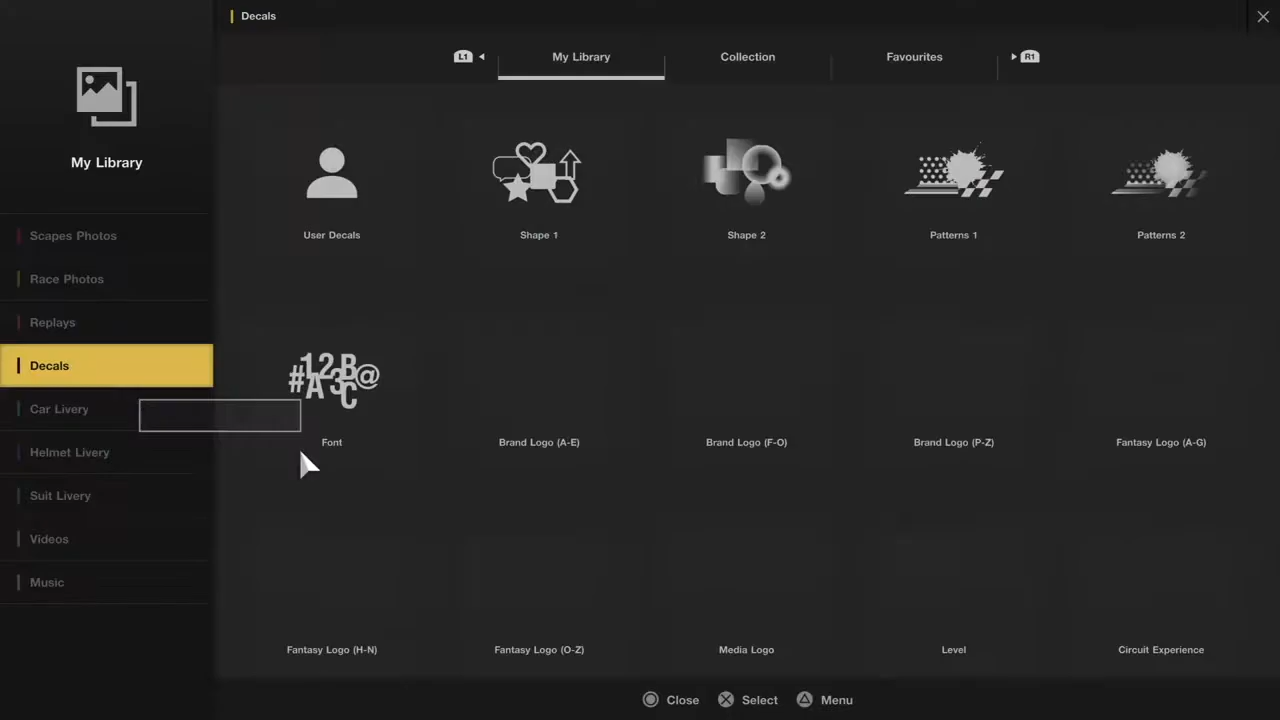 Decals
L1
My Library
Collection
Favourites
R1
My Library
Scapes Photos
Race Photos
Replays
Decals
Car Livery
Helmet Livery
Suit Livery
Videos
Music
User Decals
Shape 1
Shape 2
Patterns 1
Patterns 2
#12B@
A3C
Font
Brand Logo (A-E)
Brand Logo (F-O)
Brand Logo (P-Z)
Fantasy Logo (A-G)
Fantasy Logo (H-N)
Fantasy Logo (O-Z)
Media Logo
Level
Circuit Experience
Close
Select
Menu